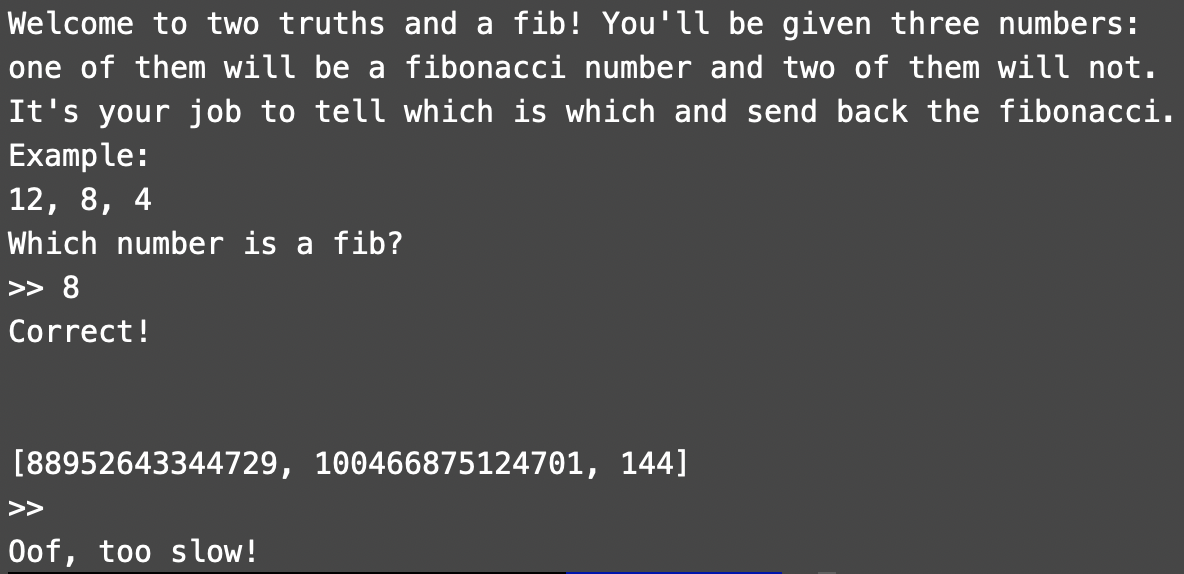 Welcome to two truths and a fib! You'll be given three numbers:
one of them will be a fibonacci number and two of them will not.
It's your job to tell which is which and send back the fibonacci.
Example:
12, 8, 4
Which number is a fib?
>> 8
Correct!
[88952643344729, 100466875124701, 144]
>>
Oof, too slow!